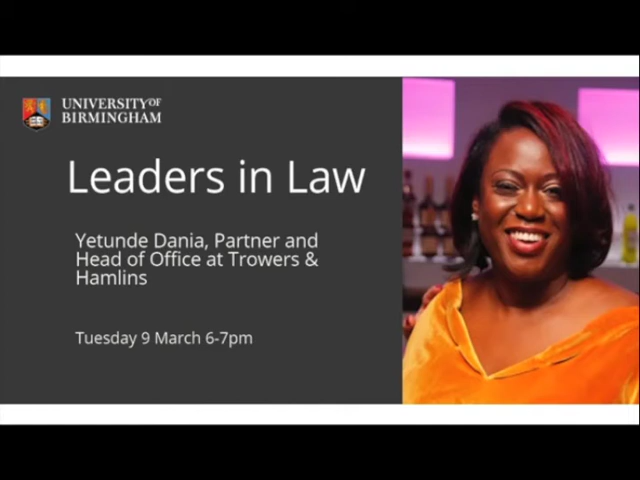 UNIVERSITY OF
BIRMINGHAM
Leaders in Law
Yetunde Dania, Partner and
Head of Office at Trowers &
Hamlins
Tuesday 9 March 6-7pm